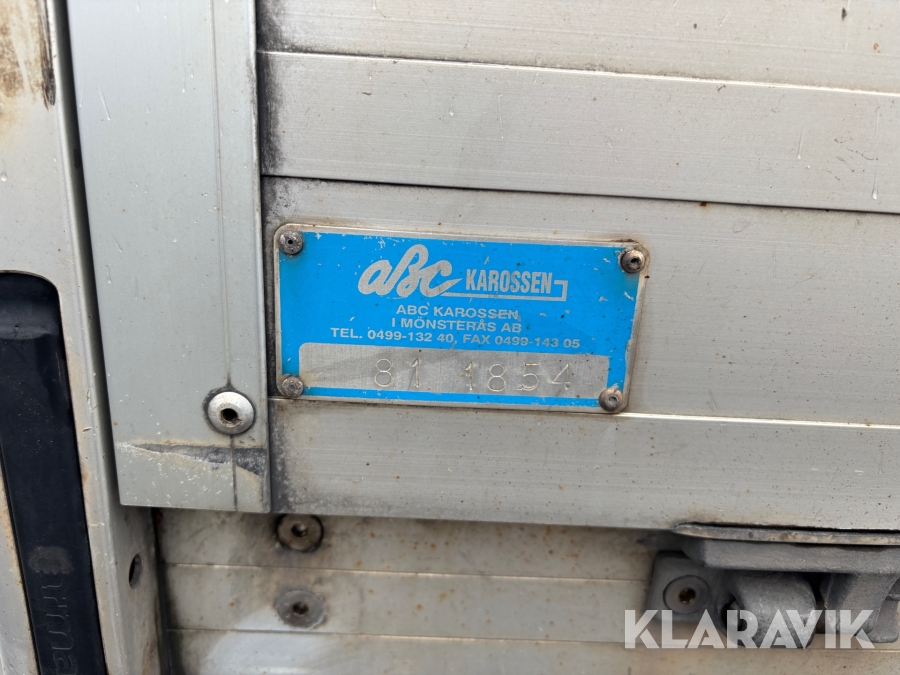 aBC KAROSSEN
ABC KAROSSEN
I MÖNSTERÅS AB
TEL. 0499-132 40, FAX 0499-143 05
81 1854
KLARAVIK